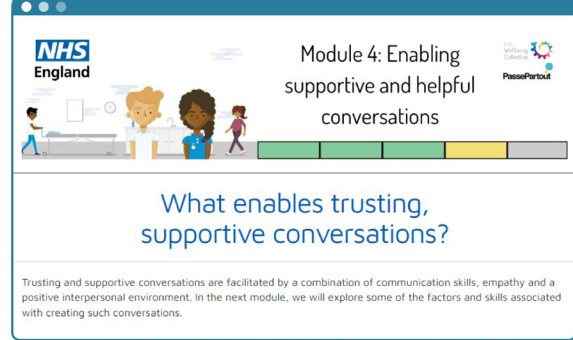 NHS
England
Module 4: Enabling
supportive and helpful
conversations
Wellbeing
Collective
PassePartout
What enables trusting,
supportive conversations?
Trusting and supportive conversations are facilitated by a combination of communication skills, empathy and a
positive interpersonal environment. In the next module, we will explore some of the factors and skills associated
with creating such conversations.